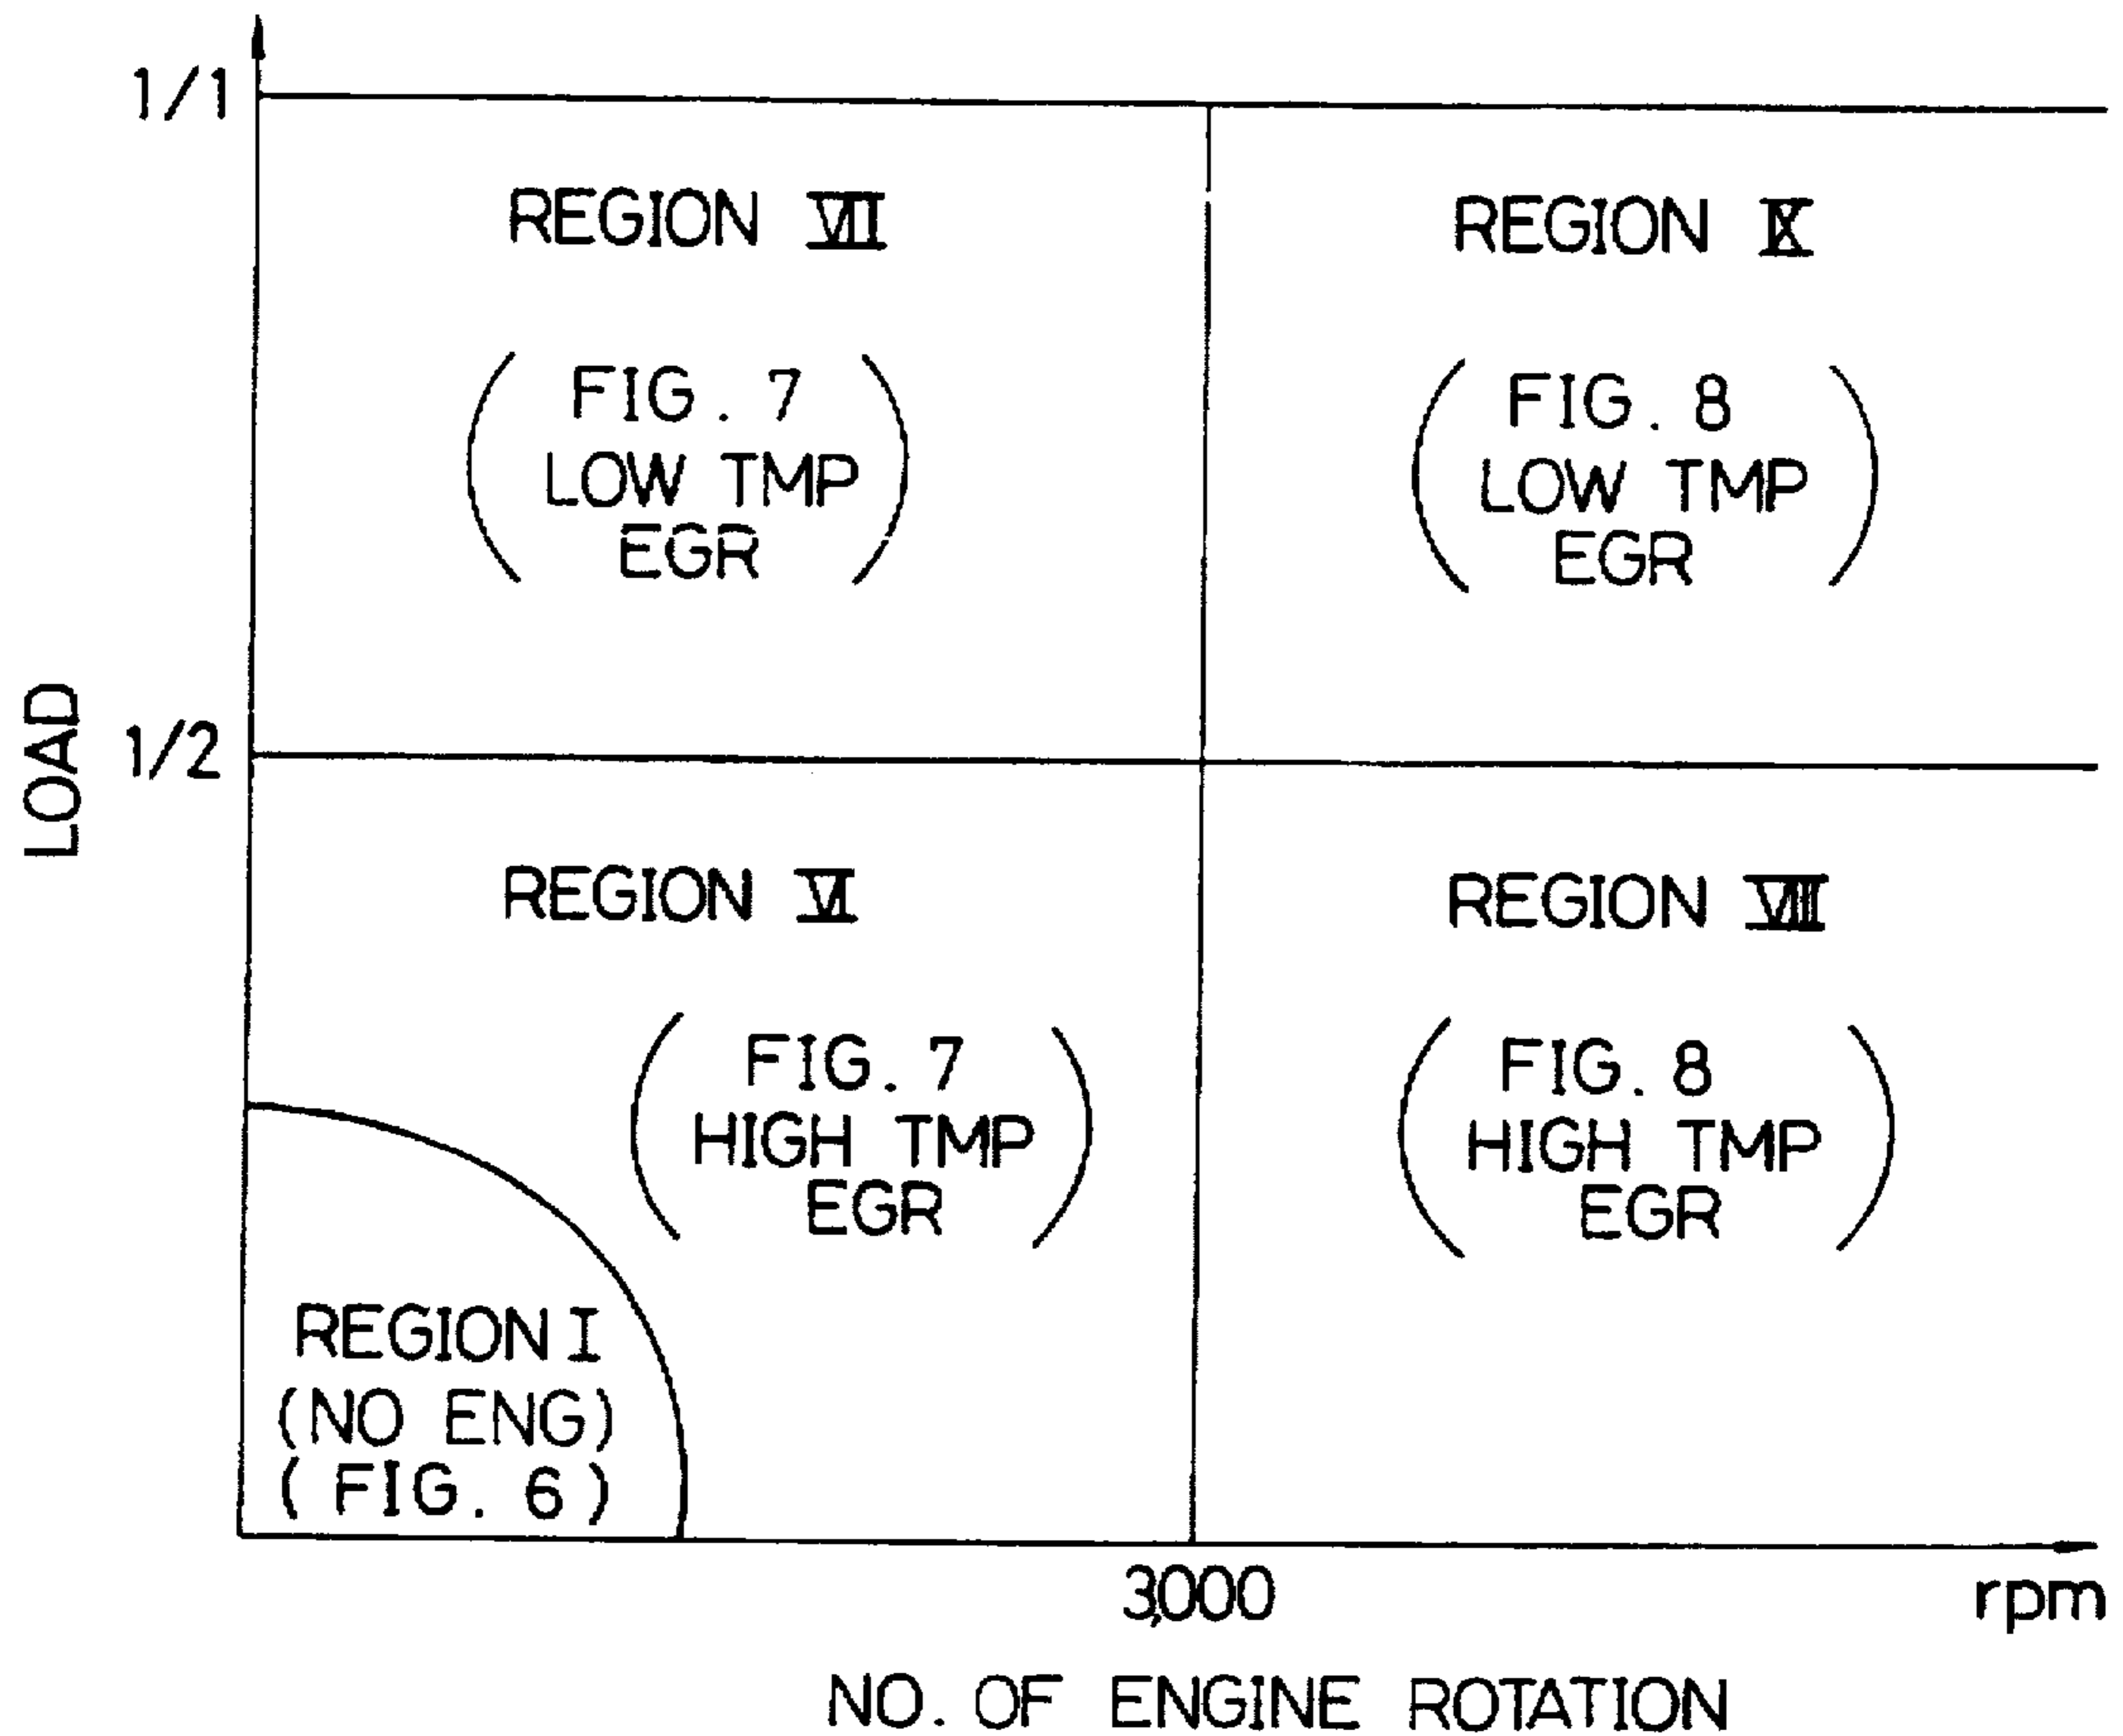 1/1
REGION VII
( FIG. 7
LOW TMP
EGR )
REGION IX
( FIG. 8
LOW TMP
EGR )
LOAD
1/2
REGION VI
( FIG. 7
HIGH TMP
EGR )
REGION VIII
( FIG. 8
HIGH TMP
EGR )
REGION I
(NO ENG)
( FIG. 6 )
3,000
rpm
NO. OF ENGINE ROTATION